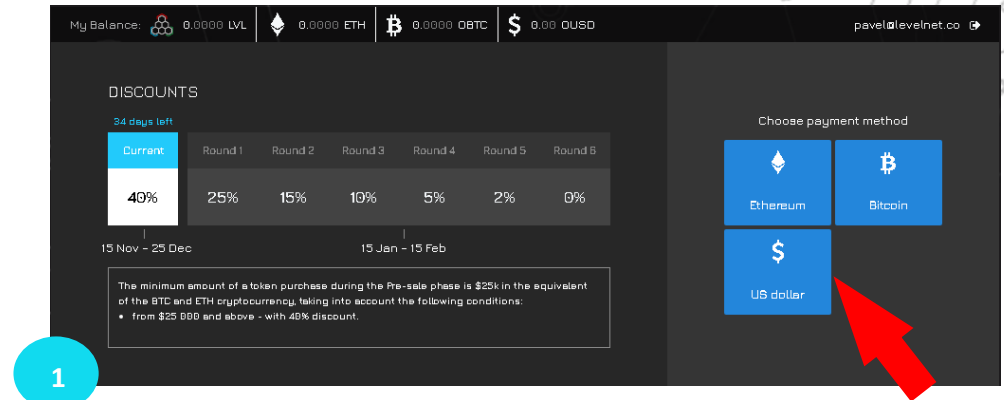 My Balance: 0.0000 LVL 0.0000 ETH 0.0000 OBTC 0.00 OUSD pavel@levelnet.co
DISCOUNTS
34 days left
Current Round 1 Round 2 Round 3 Round 4 Round 5 Round 6
40% 25% 15% 10% 5% 2% 0%
15 Nov - 25 Dec 15 Jan - 15 Feb
The minimum amount of a token purchase during the Pre-sale phase is $25k in the equivalent
of the BTC and ETH cryptocurrency, taking into account the following conditions:
• from $25 000 and above - with 40% discount.
Choose payment method
Ethereum Bitcoin
US dollar
1